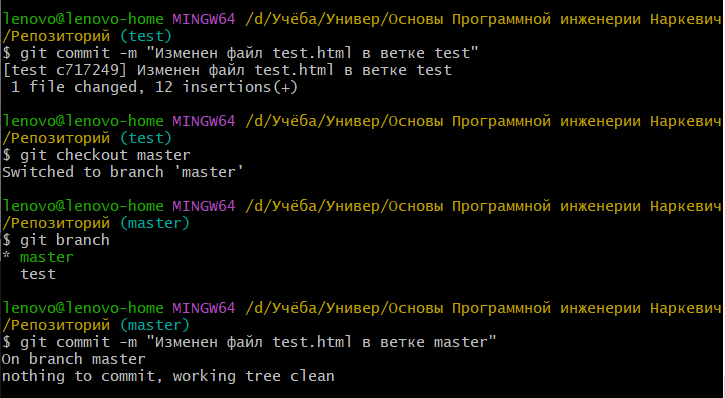 lenovo@lenovo-home MINGW64 /d/Учёба/Универ/Основы Программной инженерии Наркевич
/Репозиторий (test)
$ git commit -m "Изменен файл test.html в ветке test"
[test c717249] Изменен файл test.html в ветке test
 1 file changed, 12 insertions(+)

lenovo@lenovo-home MINGW64 /d/Учёба/Универ/Основы Программной инженерии Наркевич
/Репозиторий (test)
$ git checkout master
Switched to branch 'master'

lenovo@lenovo-home MINGW64 /d/Учёба/Универ/Основы Программной инженерии Наркевич
/Репозиторий (master)
$ git branch
* master
  test

lenovo@lenovo-home MINGW64 /d/Учёба/Универ/Основы Программной инженерии Наркевич
/Репозиторий (master)
$ git commit -m "Изменен файл test.html в ветке master"
On branch master
nothing to commit, working tree clean